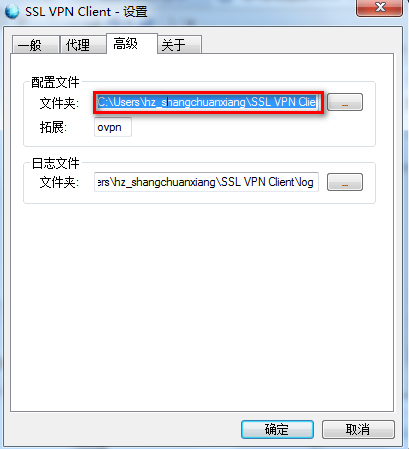 SSL VPN Client - 设置
一般 代理 高级 关于
配置文件
文件夹: C:\Users\hz_shangchuanxiang\SSL VPN Clie ...
拓展: ovpn
日志文件
文件夹: ers\hz_shangchuanxiang\SSL VPN Client\log ...
确定 取消